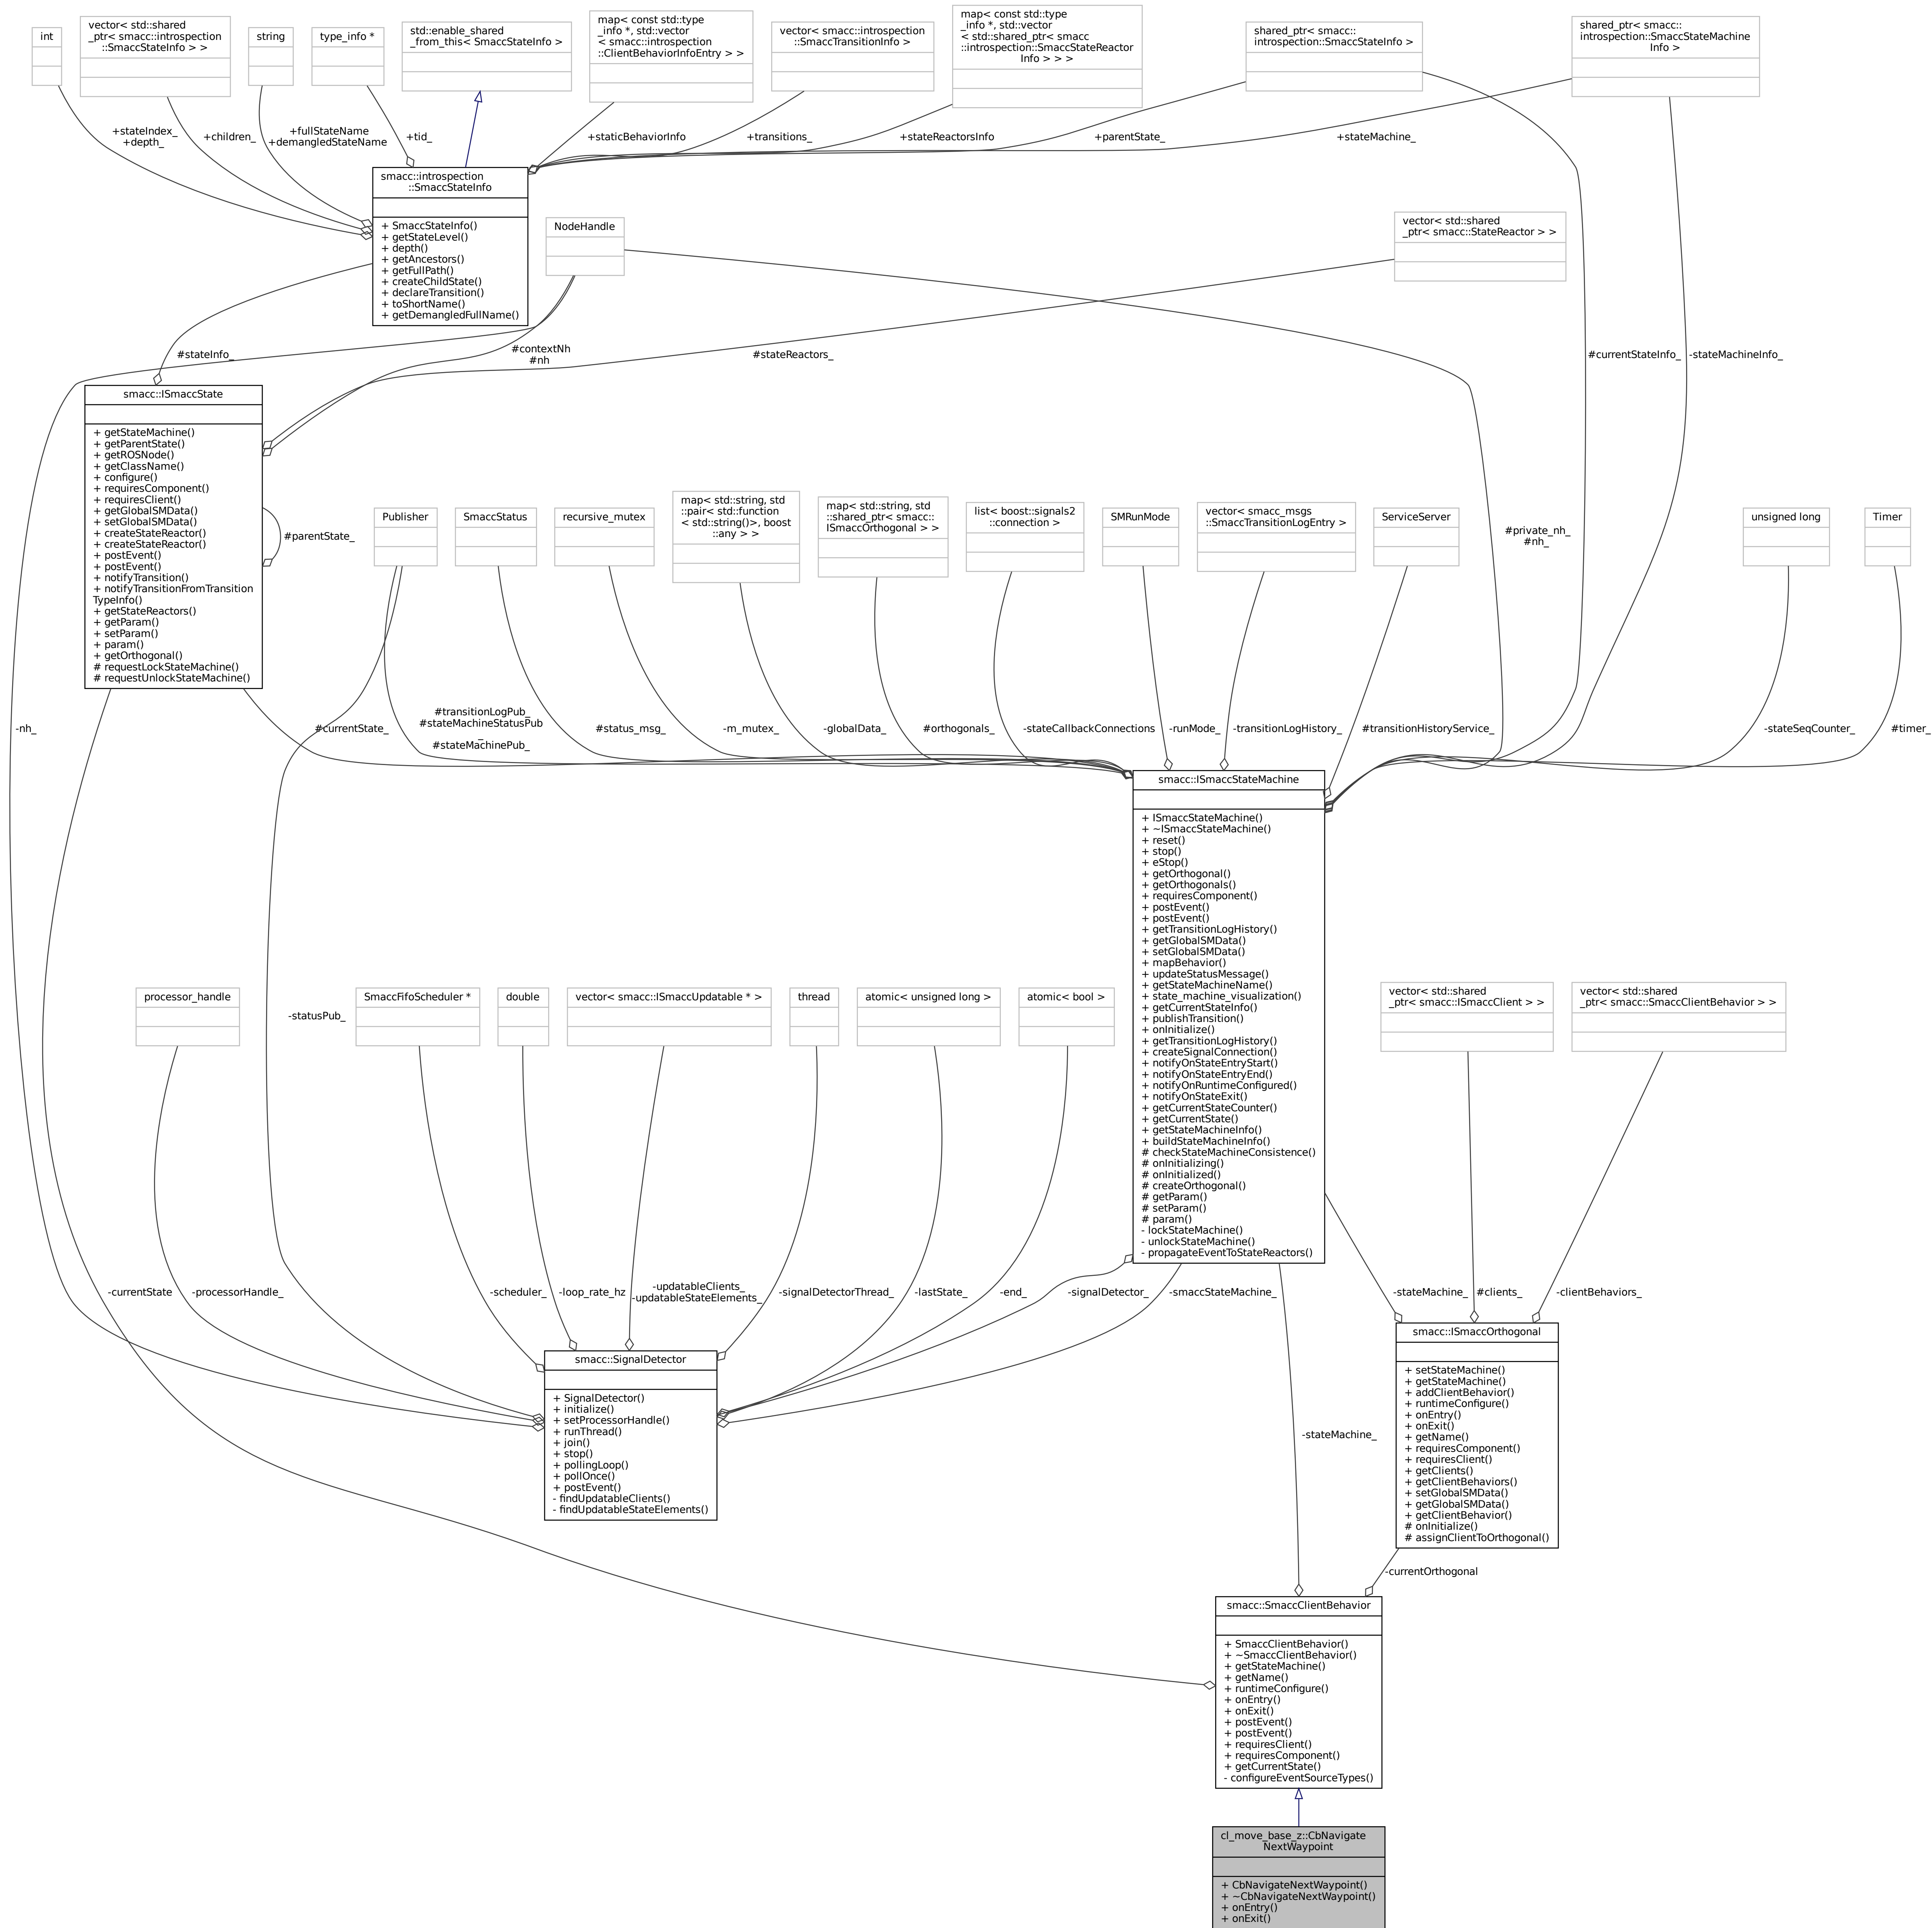 int
vector< std::shared
_ptr< smacc::introspection
::SmaccStateInfo > >
string
type_info *
std::enable_shared
_from_this< SmaccStateInfo >
map< const std::type
_info *, std::vector
< smacc::introspection
::ClientBehaviorInfoEntry > >
vector< smacc::introspection
::SmaccTransitionInfo >
map< const std::type
_info *, std::vector
< std::shared_ptr< smacc
::introspection::SmaccStateReactor
Info > > >
shared_ptr< smacc::
introspection::SmaccStateInfo >
shared_ptr< smacc::
introspection::SmaccStateMachine
Info >
+stateIndex_
+depth_
+children_
+fullStateName
+demangledStateName
+tid_
+staticBehaviorInfo
+transitions_
+stateReactorsInfo
+parentState_
+stateMachine_
smacc::introspection
::SmaccStateInfo
+ SmaccStateInfo()
+ getStateLevel()
+ depth()
+ getAncestors()
+ getFullPath()
+ createChildState()
+ declareTransition()
+ toShortName()
+ getDemangledFullName()
NodeHandle
vector< std::shared
_ptr< smacc::StateReactor > >
#stateInfo_
#contextNh
#nh
#stateReactors_
#currentStateInfo_
-stateMachineInfo_
smacc::ISmaccState
+ getStateMachine()
+ getParentState()
+ getROSNode()
+ getClassName()
+ configure()
+ requiresComponent()
+ requiresClient()
+ getGlobalSMData()
+ setGlobalSMData()
+ createStateReactor()
+ createStateReactor()
+ postEvent()
+ postEvent()
+ notifyTransition()
+ notifyTransitionFromTransition
TypeInfo()
+ getStateReactors()
+ getParam()
+ setParam()
+ param()
+ getOrthogonal()
# requestLockStateMachine()
# requestUnlockStateMachine()
#parentState_
Publisher
SmaccStatus
recursive_mutex
map< std::string, std
::pair< std::function
< std::string()>, boost
::any > >
map< std::string, std
::shared_ptr< smacc::
ISmaccOrthogonal > >
list< boost::signals2
::connection >
SMRunMode
vector< smacc_msgs
::SmaccTransitionLogEntry >
ServiceServer
#private_nh_
#nh_
unsigned long
Timer
-nh_
#currentState_
#transitionLogPub_
#stateMachineStatusPub
_
#stateMachinePub_
#status_msg_
-m_mutex_
-globalData_
#orthogonals_
-stateCallbackConnections
-runMode_
-transitionLogHistory_
#transitionHistoryService_
-stateSeqCounter_
#timer_
smacc::ISmaccStateMachine
+ ISmaccStateMachine()
+ ~ISmaccStateMachine()
+ reset()
+ stop()
+ eStop()
+ getOrthogonal()
+ getOrthogonals()
+ requiresComponent()
+ postEvent()
+ postEvent()
+ getTransitionLogHistory()
+ getGlobalSMData()
+ setGlobalSMData()
+ mapBehavior()
+ updateStatusMessage()
+ getStateMachineName()
+ state_machine_visualization()
+ getCurrentStateInfo()
+ publishTransition()
+ onInitialize()
+ getTransitionLogHistory()
+ createSignalConnection()
+ notifyOnStateEntryStart()
+ notifyOnStateEntryEnd()
+ notifyOnRuntimeConfigured()
+ notifyOnStateExit()
+ getCurrentStateCounter()
+ getCurrentState()
+ getStateMachineInfo()
+ buildStateMachineInfo()
# checkStateMachineConsistence()
# onInitializing()
# onInitialized()
# createOrthogonal()
# getParam()
# setParam()
# param()
- lockStateMachine()
- unlockStateMachine()
- propagateEventToStateReactors()
processor_handle
-statusPub_
SmaccFifoScheduler *
double
vector< smacc::ISmaccUpdatable * >
thread
atomic< unsigned long >
atomic< bool >
vector< std::shared
_ptr< smacc::ISmaccClient > >
vector< std::shared
_ptr< smacc::SmaccClientBehavior > >
-currentState
-processorHandle_
-scheduler_
-loop_rate_hz
-updatableClients_
-updatableStateElements_
-signalDetectorThread_
-lastState_
-end_
-signalDetector_
-smaccStateMachine_
-stateMachine_
#clients_
-clientBehaviors_
smacc::SignalDetector
+ SignalDetector()
+ initialize()
+ setProcessorHandle()
+ runThread()
+ join()
+ stop()
+ pollingLoop()
+ pollOnce()
+ postEvent()
- findUpdatableClients()
- findUpdatableStateElements()
-stateMachine_
smacc::ISmaccOrthogonal
+ setStateMachine()
+ getStateMachine()
+ addClientBehavior()
+ runtimeConfigure()
+ onEntry()
+ onExit()
+ getName()
+ requiresComponent()
+ requiresClient()
+ getClients()
+ getClientBehaviors()
+ setGlobalSMData()
+ getGlobalSMData()
+ getClientBehavior()
# onInitialize()
# assignClientToOrthogonal()
-currentOrthogonal
smacc::SmaccClientBehavior
+ SmaccClientBehavior()
+ ~SmaccClientBehavior()
+ getStateMachine()
+ getName()
+ runtimeConfigure()
+ onEntry()
+ onExit()
+ postEvent()
+ postEvent()
+ requiresClient()
+ requiresComponent()
+ getCurrentState()
- configureEventSourceTypes()
cl_move_base_z::CbNavigate
NextWaypoint
+ CbNavigateNextWaypoint()
+ ~CbNavigateNextWaypoint()
+ onEntry()
+ onExit()